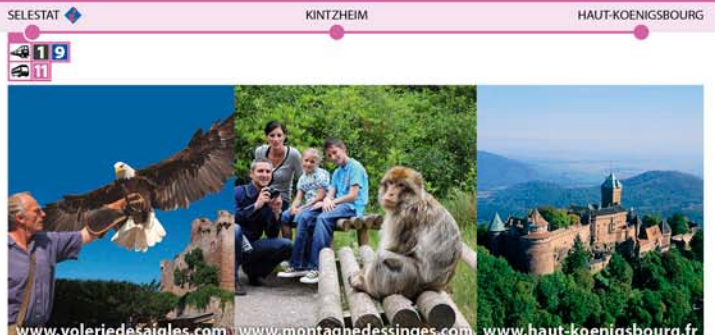 SELESTAT KINTZHEIM HAUT-KOENIGSBOURG
1 9
11
www.voleriedesaigles.com www.montagnedessinges.com www.haut-koenigsbourg.fr